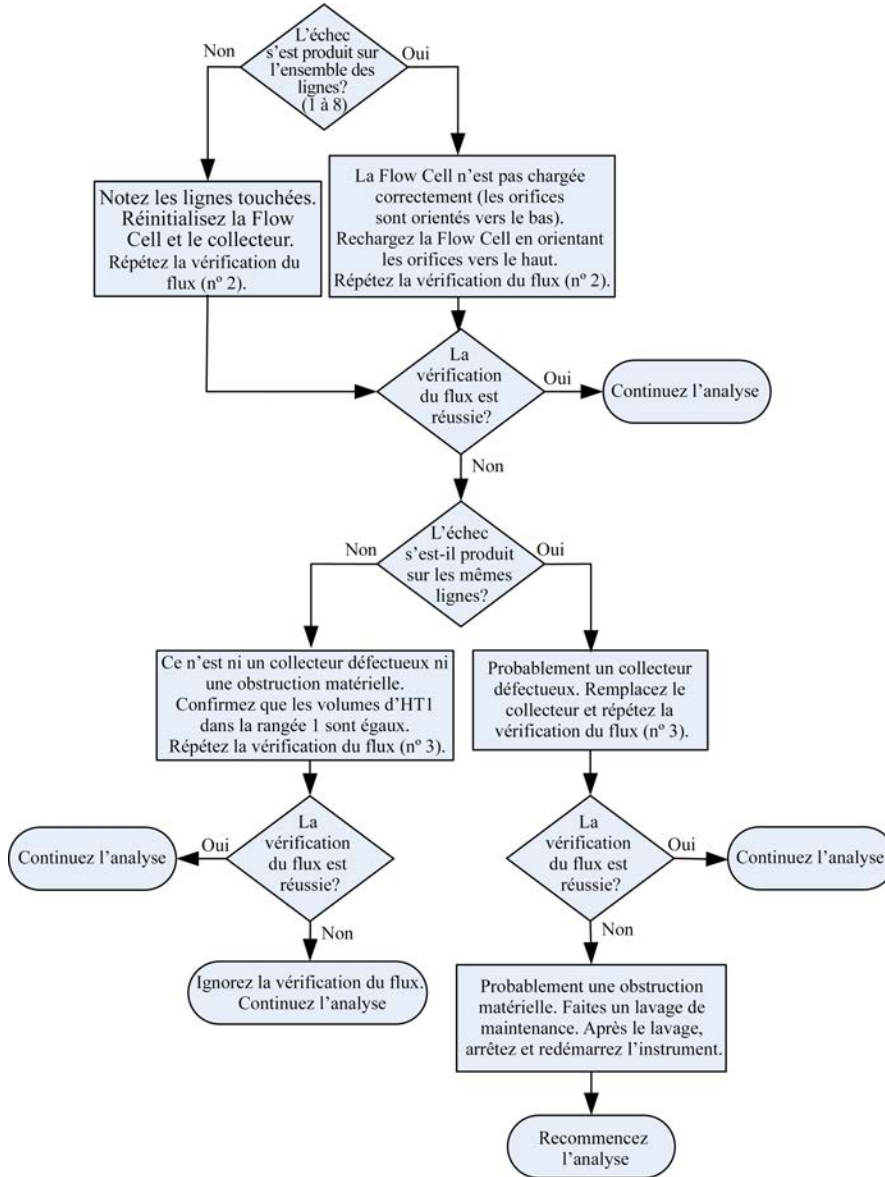 L'échec
s'est produit sur
l'ensemble des
lignes?
(1 à 8)
Non
Oui
Notez les lignes touchées.
Réinitialisez la Flow
Cell et le collecteur.
Répétez la vérification du
flux (nº 2).
La Flow Cell n'est pas chargée
correctement (les orifices
sont orientés vers le bas).
Rechargez la Flow Cell en orientant
les orifices vers le haut.
Répétez la vérification du flux (nº 2).
La
vérification
du flux est
réussie?
Oui
Continuez l'analyse
Non
L'échec
s'est-il produit
sur les mêmes
lignes?
Non
Oui
Ce n'est ni un collecteur défectueux ni
une obstruction matérielle.
Confirmez que les volumes d'HT1
dans la rangée 1 sont égaux.
Répétez la vérification du flux (nº 3).
Probablement un collecteur
défectueux. Remplacez le
collecteur et répétez la
vérification du flux (nº 3).
La
vérification
du flux est
réussie?
Oui
Continuez l'analyse
Non
Ignorez la vérification du flux.
Continuez l'analyse
La
vérification
du flux est
réussie?
Oui
Continuez l'analyse
Non
Probablement une obstruction
matérielle. Faites un lavage de
maintenance. Après le lavage,
arrêtez et redémarrez l'instrument.
Recommencez
l'analyse